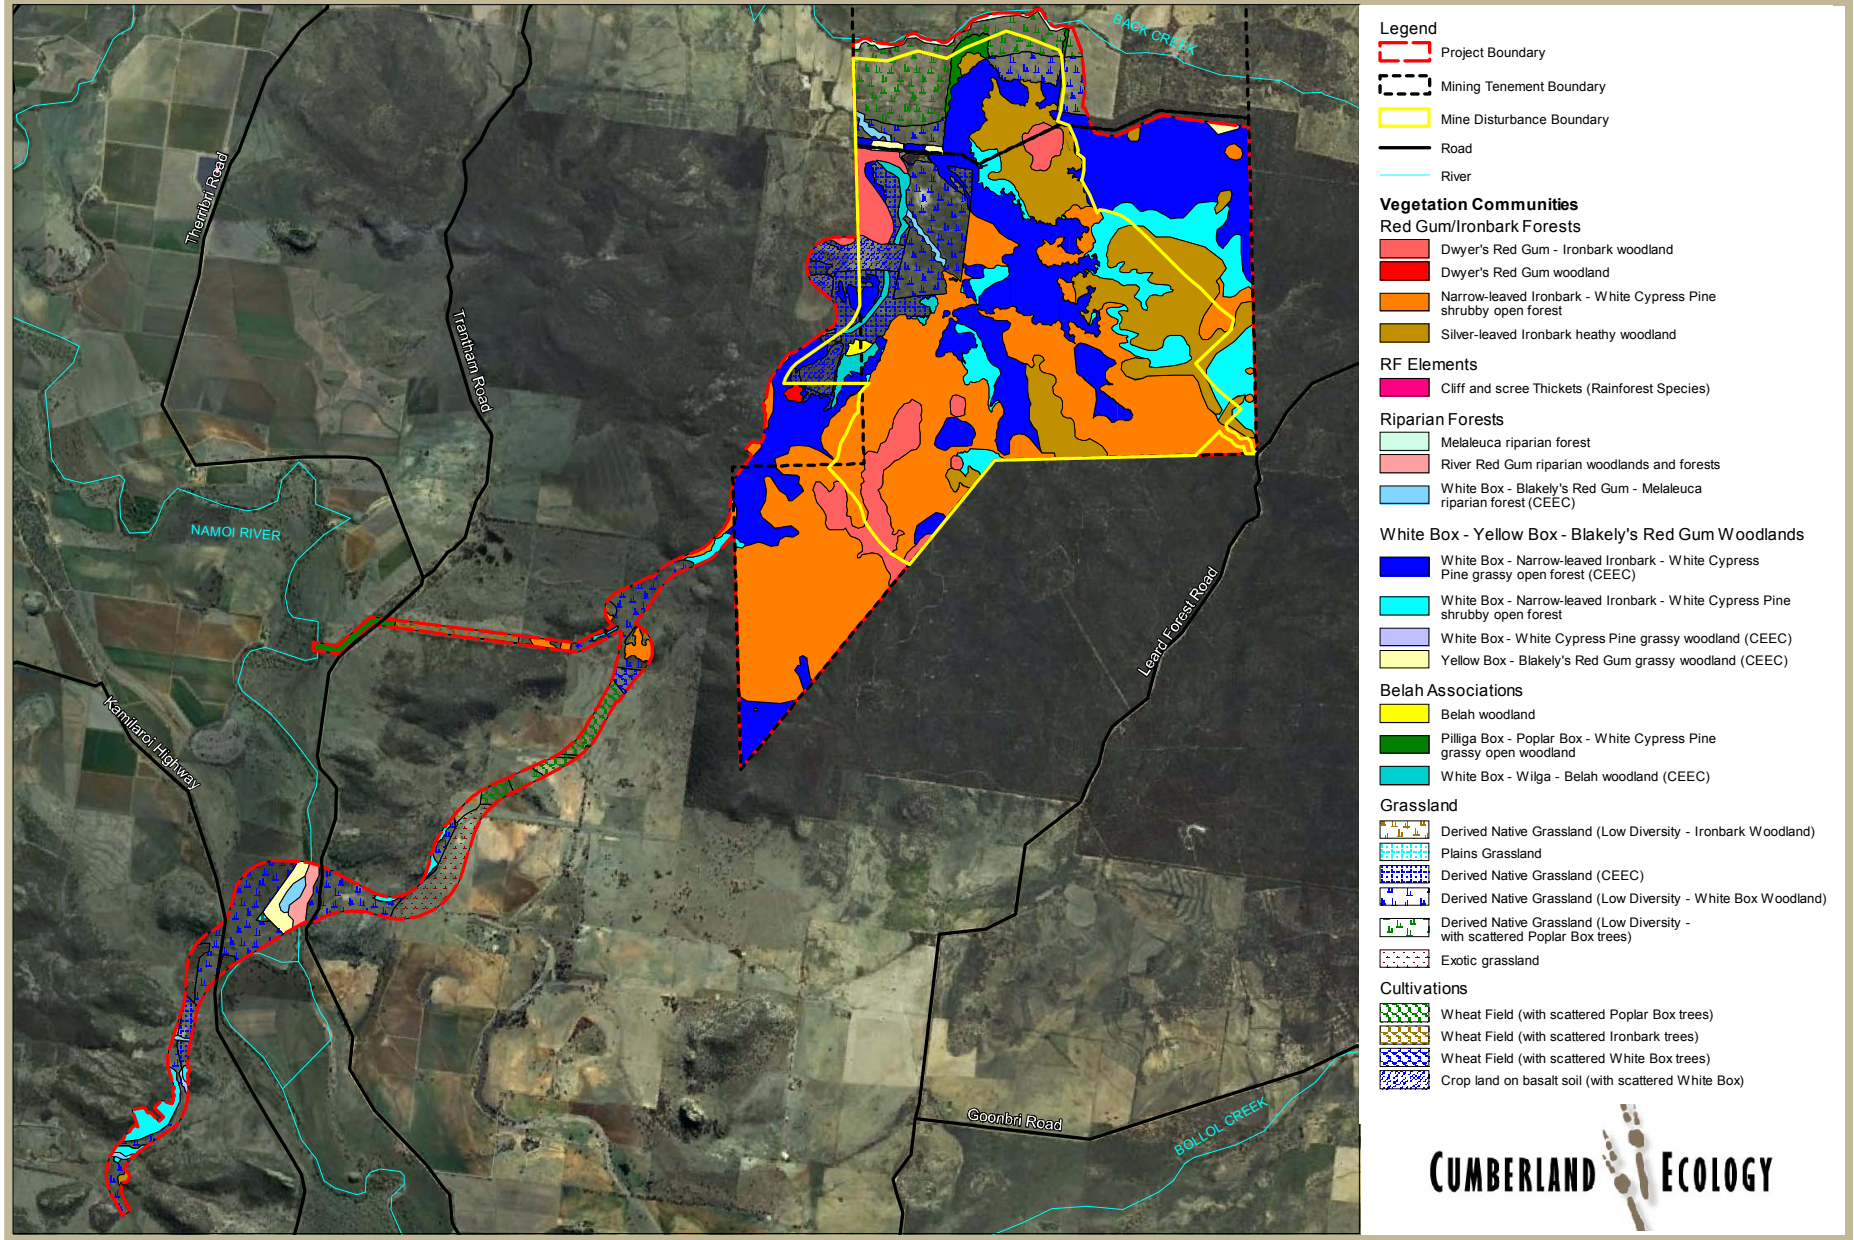 BACK CREEK
Therribri Road
Trantham Road
NAMOI RIVER
Leard Forest Road
Kamilaroi Highway
Goonbri Road
BOLLOL CREEK
Legend
Project Boundary
Mining Tenement Boundary
Mine Disturbance Boundary
Road
River
Vegetation Communities
Red Gum/Ironbark Forests
Dwyer's Red Gum - Ironbark woodland
Dwyer's Red Gum woodland
Narrow-leaved Ironbark - White Cypress Pine
shrubby open forest
Silver-leaved Ironbark heathy woodland
RF Elements
Cliff and scree Thickets (Rainforest Species)
Riparian Forests
Melaleuca riparian forest
River Red Gum riparian woodlands and forests
White Box - Blakely's Red Gum - Melaleuca
riparian forest (CEEC)
White Box - Yellow Box - Blakely's Red Gum Woodlands
White Box - Narrow-leaved Ironbark - White Cypress
Pine grassy open forest (CEEC)
White Box - Narrow-leaved Ironbark - White Cypress Pine
shrubby open forest
White Box - White Cypress Pine grassy woodland (CEEC)
Yellow Box - Blakely's Red Gum grassy woodland (CEEC)
Belah Associations
Belah woodland
Pilliga Box - Poplar Box - White Cypress Pine
grassy open woodland
White Box - Wilga - Belah woodland (CEEC)
Grassland
Derived Native Grassland (Low Diversity - Ironbark Woodland)
Plains Grassland
Derived Native Grassland (CEEC)
Derived Native Grassland (Low Diversity - White Box Woodland)
Derived Native Grassland (Low Diversity -
with scattered Poplar Box trees)
Exotic grassland
Cultivations
Wheat Field (with scattered Poplar Box trees)
Wheat Field (with scattered Ironbark trees)
Wheat Field (with scattered White Box trees)
Crop land on basalt soil (with scattered White Box)
CUMBERLAND ECOLOGY